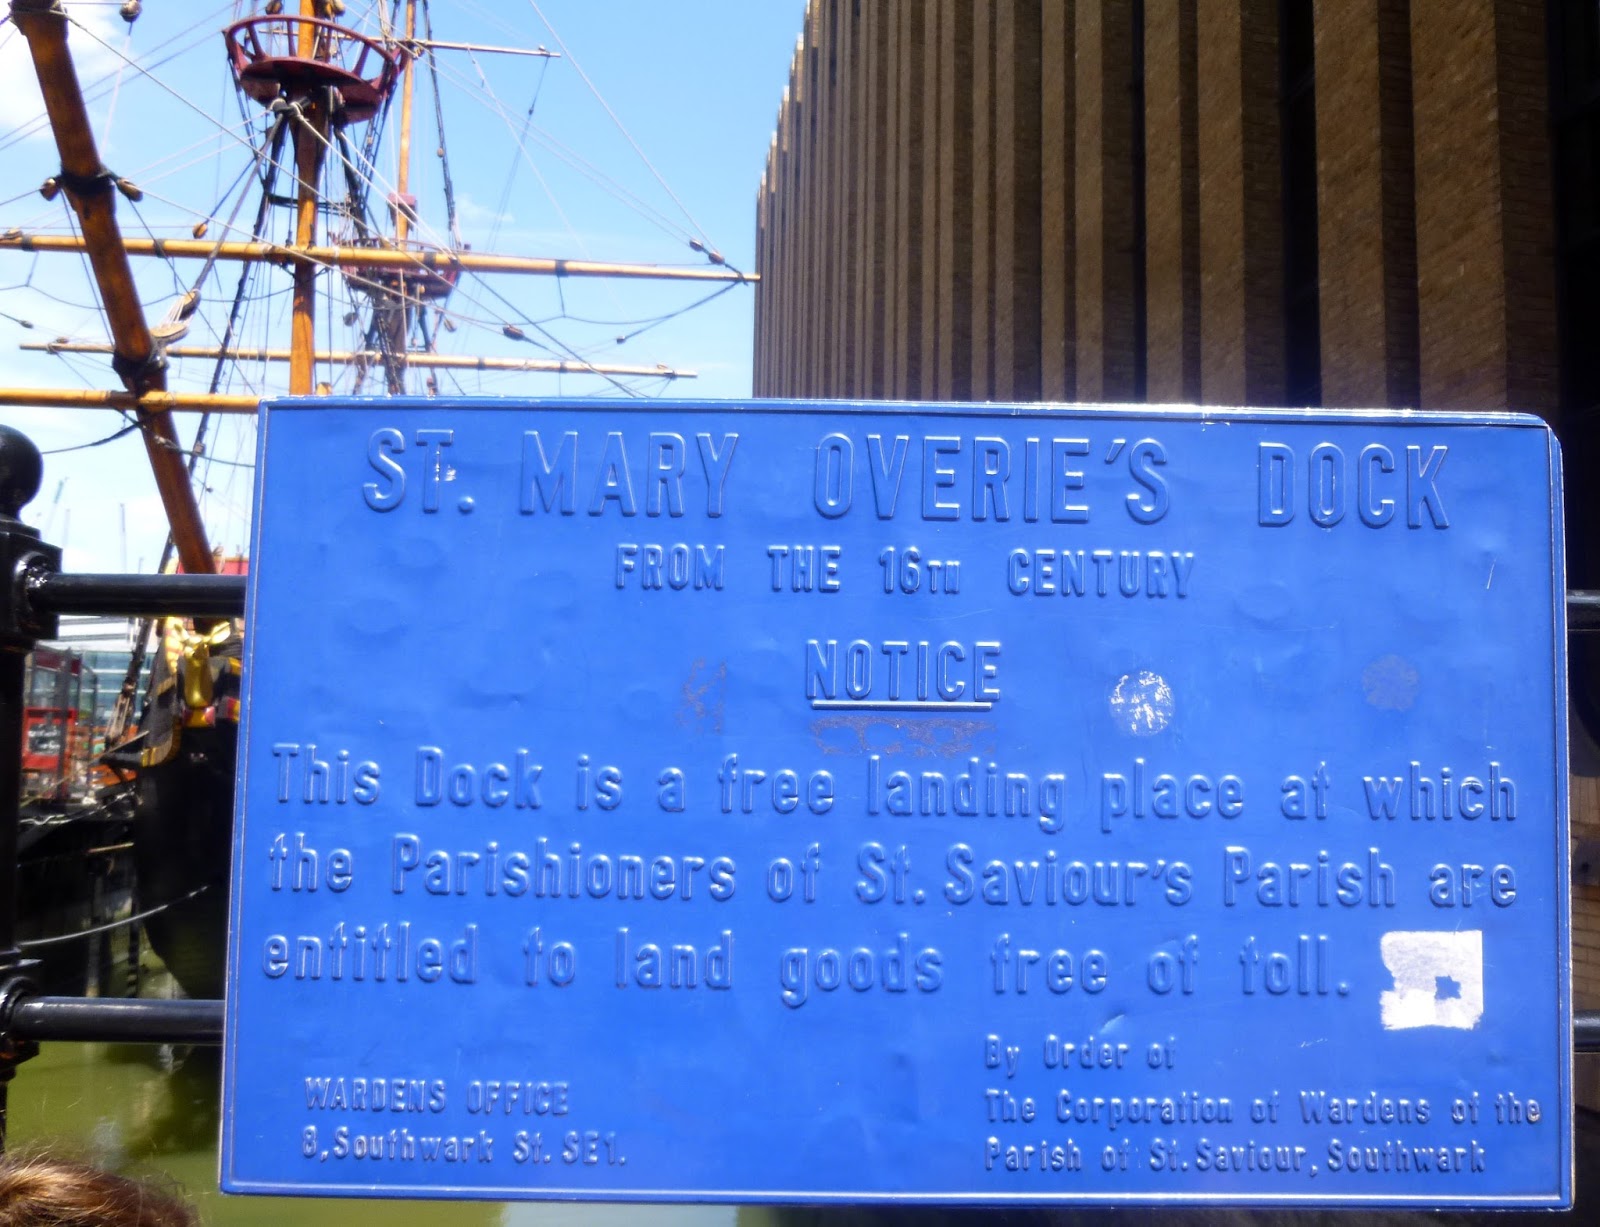 ST. MARY OVERIE'S DOCK
FROM THE 16TH CENTURY
NOTICE
This Dock is a free landing place at which
the Parishioners of St. Saviour's Parish are
entitled to land goods free of toll.
By Order of
WARDENS OFFICE
8, Southwark St. SE1.
The Corporation of Wardens of the
Parish of St. Saviour, Southwark